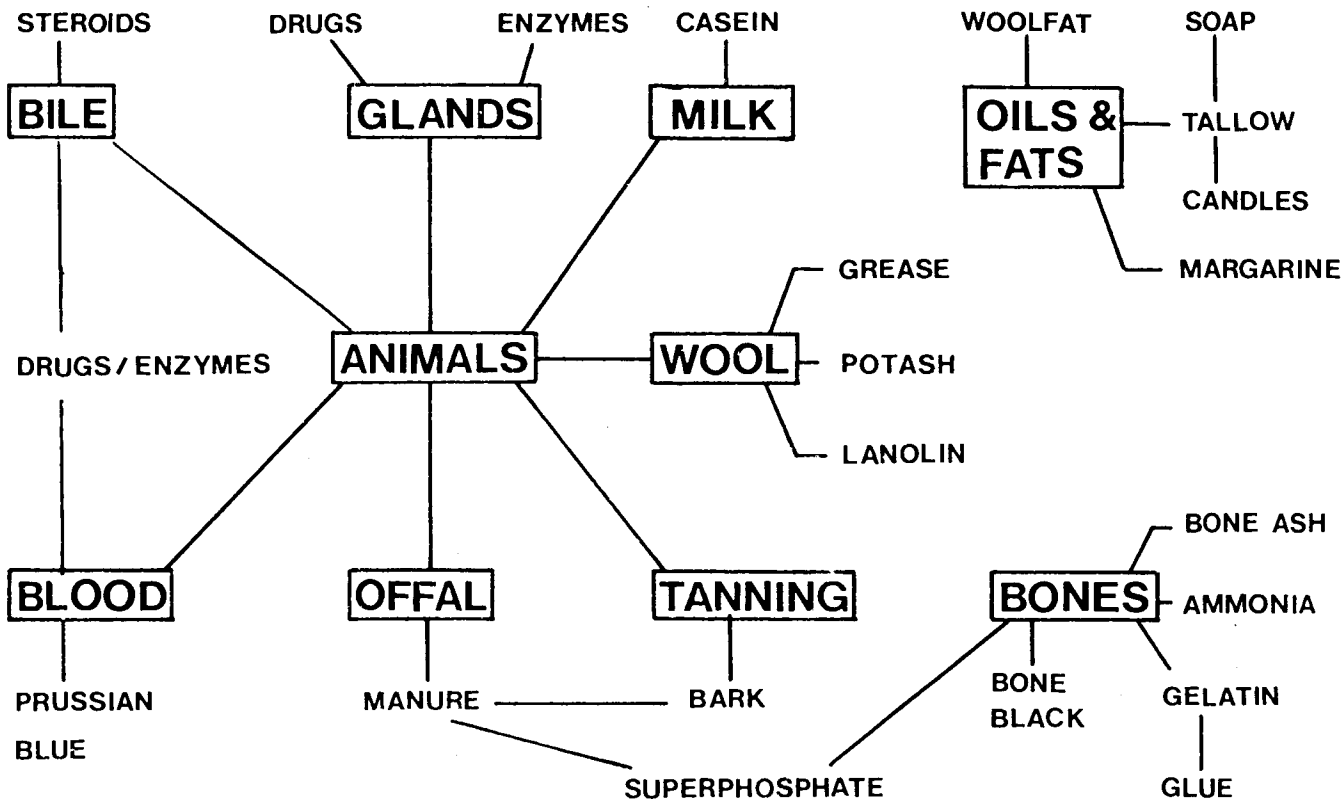 STEROIDS
DRUGS
ENZYMES
CASEIN
WOOLFAT
SOAP
BILE
GLANDS
MILK
OILS &
FATS
TALLOW
CANDLES
GREASE
MARGARINE
DRUGS / ENZYMES
ANIMALS
WOOL
POTASH
LANOLIN
BONE ASH
BLOOD
OFFAL
TANNING
BONES
AMMONIA
PRUSSIAN
BLUE
MANURE
BARK
BONE
BLACK
GELATIN
SUPERPHOSPHATE
GLUE